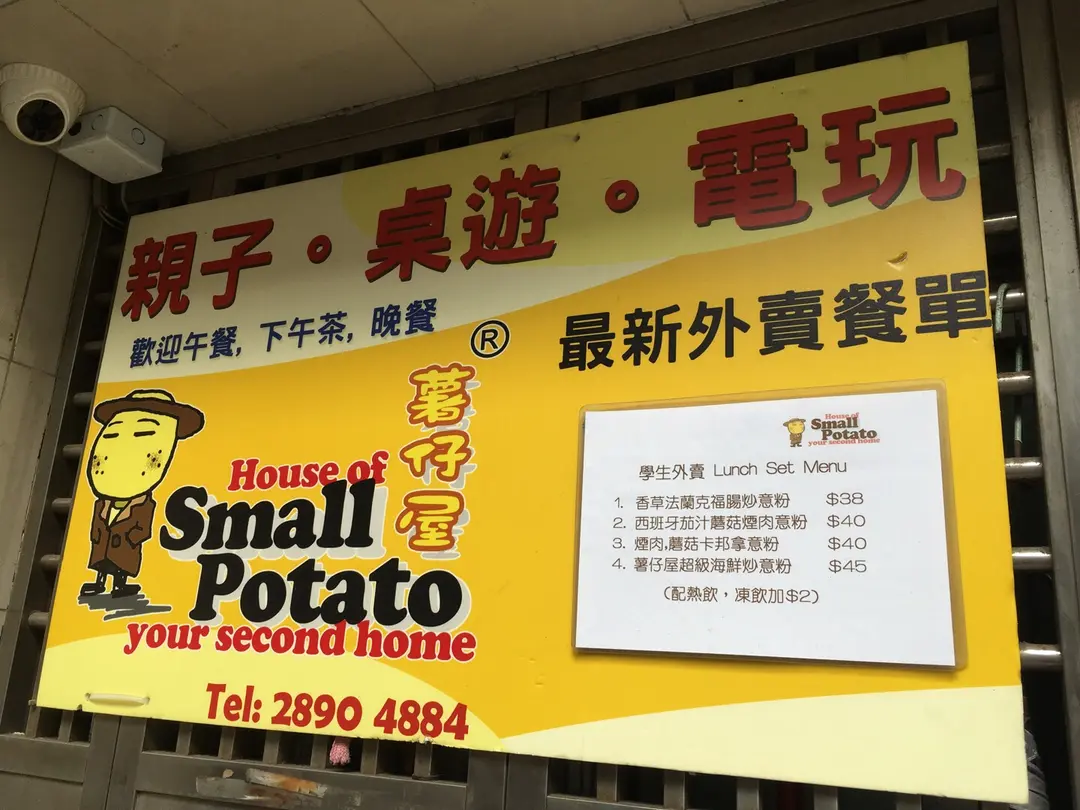 親子。桌遊。電玩
歡迎午餐, 下午茶, 晚餐
®
薯仔屋
House of
Small
Potato
your second home
Tel: 2890 4884
最新外賣餐單
House of
Small
Potato
your second home
學生外賣 Lunch Set Menu
1. 香草法蘭克福腸炒意粉 $38
2. 西班牙茄汁蘑菇煙肉意粉 $40
3. 煙肉,蘑菇卡邦拿意粉 $40
4. 薯仔屋超級海鮮炒意粉 $45
(配熱飲，凍飲加$2)